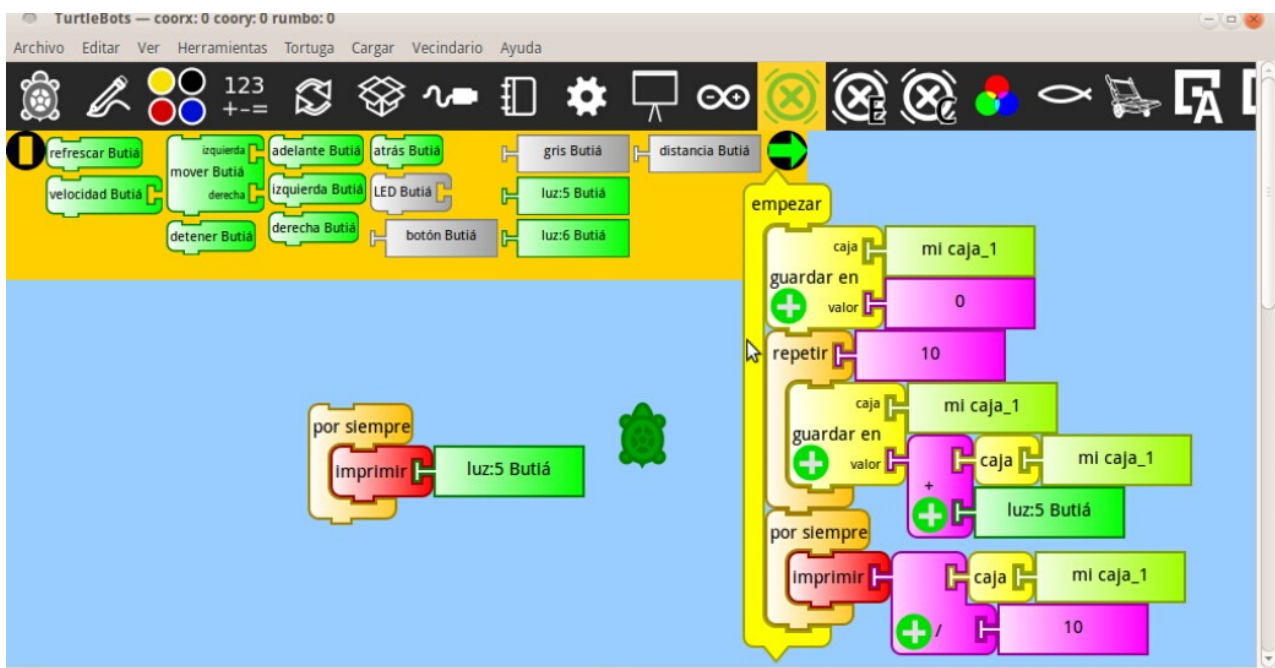 TurtleBots — coorx: 0 coory: 0 rumbo: 0
Archivo Editar Ver Herramientas Tortuga Cargar Vecindario Ayuda
123
+-=
E
C
A
refrescar Butiá
velocidad Butiá
izquierda
mover Butiá
derecha
detener Butiá
adelante Butiá
izquierda Butiá
derecha Butiá
atrás Butiá
LED Butiá
botón Butiá
gris Butiá
luz:5 Butiá
luz:6 Butiá
distancia Butiá
por siempre
imprimir
luz:5 Butiá
empezar
caja
mi caja_1
guardar en
valor
0
repetir
10
caja
mi caja_1
guardar en
valor
+
caja
mi caja_1
luz:5 Butiá
por siempre
imprimir
caja
mi caja_1
/
10